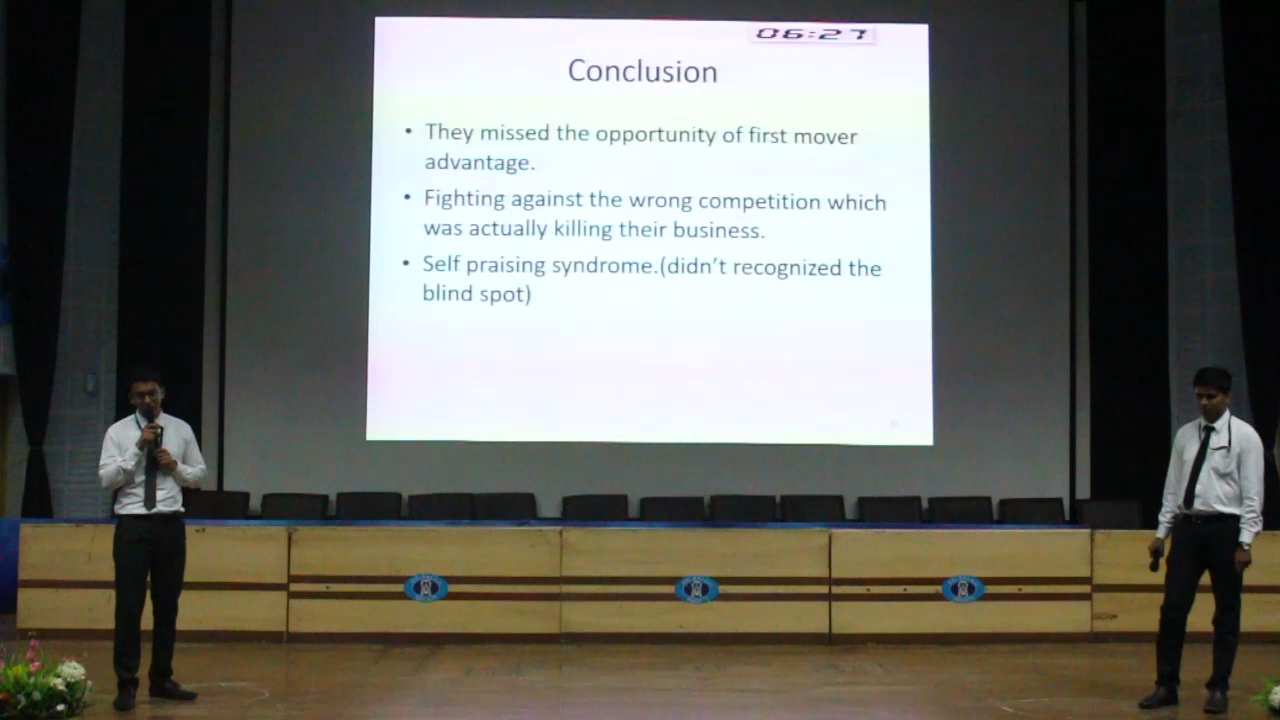 06:27
Conclusion
• They missed the opportunity of first mover
advantage.
• Fighting against the wrong competition which
was actually killing their business.
• Self praising syndrome.(didn't recognized the
blind spot)